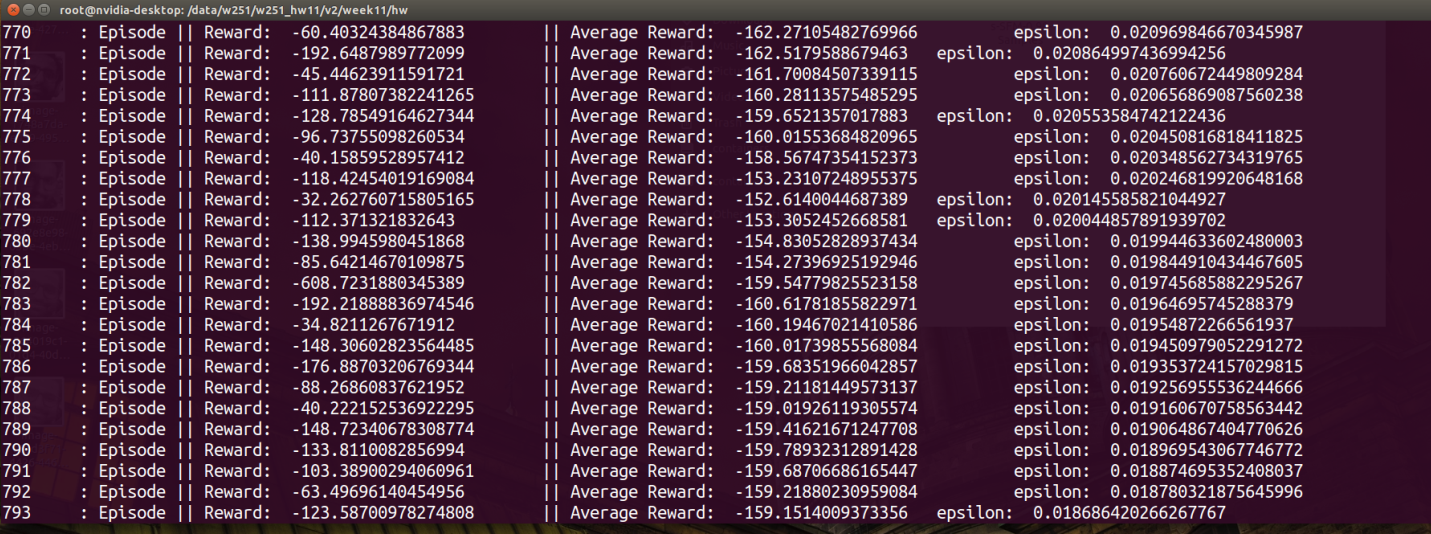 root@nvidia-desktop: /data/w251/w251_hw11/v2/week11/hw
770 : Episode || Reward: -60.40324384867883 || Average Reward: -162.27105482769966 epsilon: 0.020969846670345987
771 : Episode || Reward: -192.6487989772099 || Average Reward: -162.5179588679463 epsilon: 0.020864997436994256
772 : Episode || Reward: -45.44623911591721 || Average Reward: -161.70084507339115 epsilon: 0.020760672449809284
773 : Episode || Reward: -111.878073382241265 || Average Reward: -160.28113575485295 epsilon: 0.020656869087560238
774 : Episode || Reward: -128.78549164627344 || Average Reward: -159.6521357017883 epsilon: 0.020553584742122436
775 : Episode || Reward: -96.73755098260534 || Average Reward: -160.01553684820965 epsilon: 0.020450816818411825
776 : Episode || Reward: -40.15859528957412 || Average Reward: -158.56747354152373 epsilon: 0.020348562734319765
777 : Episode || Reward: -118.42454019169084 || Average Reward: -153.23107248955375 epsilon: 0.020246819920648168
778 : Episode || Reward: -32.262760715805165 || Average Reward: -152.6140044687389 epsilon: 0.020145585821044927
779 : Episode || Reward: -112.371321832643 || Average Reward: -153.3052452668581 epsilon: 0.020044857891939702
780 : Episode || Reward: -138.9945980451868 || Average Reward: -154.83052828937434 epsilon: 0.019944633602480003
781 : Episode || Reward: -85.64214670109875 || Average Reward: -154.27396925192946 epsilon: 0.019844910434467605
782 : Episode || Reward: -608.7231880345389 || Average Reward: -159.54779825523158 epsilon: 0.019745685882295267
783 : Episode || Reward: -192.21888836974546 || Average Reward: -160.61781855822971 epsilon: 0.01964695745288379
784 : Episode || Reward: -34.8211267671912 || Average Reward: -160.19467021410586 epsilon: 0.01954872266561937
785 : Episode || Reward: -148.30602823564485 || Average Reward: -160.01739855568084 epsilon: 0.019450979052291272
786 : Episode || Reward: -176.88703206769344 || Average Reward: -159.68351966042857 epsilon: 0.019353724157029815
787 : Episode || Reward: -88.26860837621952 || Average Reward: -159.21181449573137 epsilon: 0.019256955536244666
788 : Episode || Reward: -40.222152536922295 || Average Reward: -159.01926119305574 epsilon: 0.019160670758563442
789 : Episode || Reward: -148.72340678308774 || Average Reward: -159.41621671247708 epsilon: 0.019064867404770626
790 : Episode || Reward: -133.8110082856994 || Average Reward: -159.78932312891428 epsilon: 0.018969543067746772
791 : Episode || Reward: -103.38900294060961 || Average Reward: -159.68706686165447 epsilon: 0.018874695352408037
792 : Episode || Reward: -63.49696140454956 || Average Reward: -159.21880230959084 epsilon: 0.018780321875645996
793 : Episode || Reward: -123.58700978274808 || Average Reward: -159.1514009373356 epsilon: 0.018686420266267767